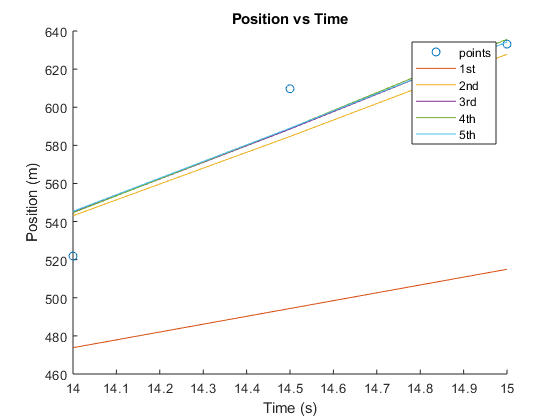 Position vs Time
640
620
600
580
560
540
520
500
480
460
Position (m)
points
1st
2nd
3rd
4th
5th
14 14.1 14.2 14.3 14.4 14.5 14.6 14.7 14.8 14.9 15
Time (s)